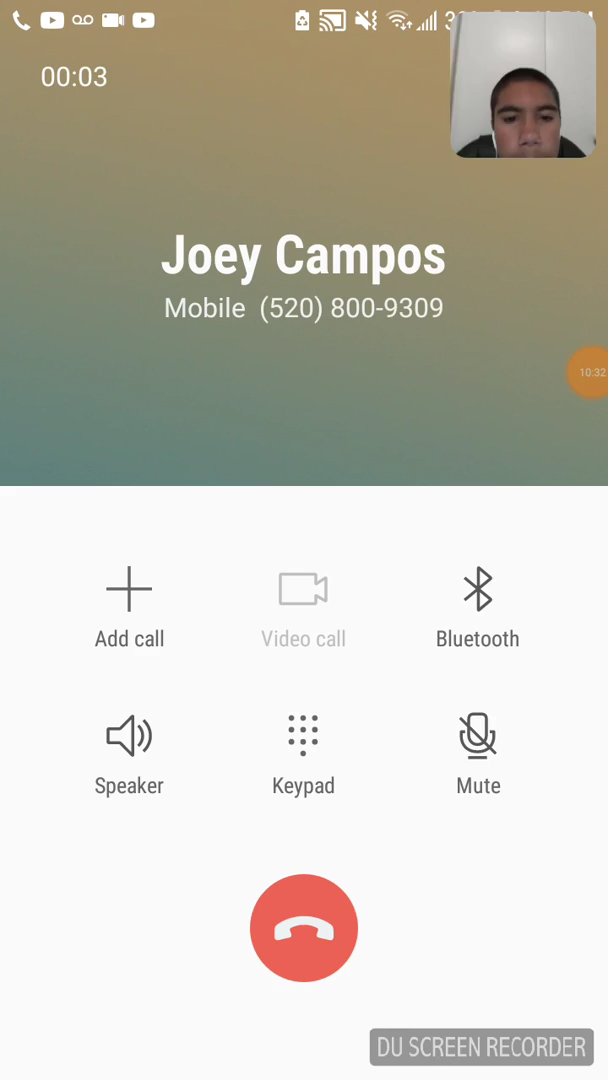 00:03
Joey Campos
Mobile (520) 800-9309
10:32
Add call
Video call
Bluetooth
Speaker
Keypad
Mute
DU SCREEN RECORDER